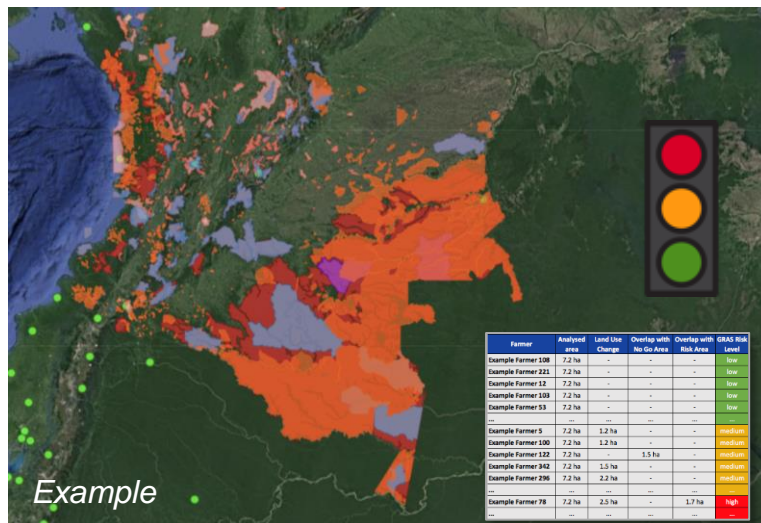 Farmer Analysed area Land Use Change Overlap with No Go Area Overlap with Risk Area GRAS Risk Level
Example Farmer 108 7.2 ha - - - low
Example Farmer 221 7.2 ha - - - low
Example Farmer 12 7.2 ha - - - low
Example Farmer 103 7.2 ha - - - low
Example Farmer 53 7.2 ha - - - low
... ... ... ... ... ...
Example Farmer 5 7.2 ha 1.2 ha - - medium
Example Farmer 100 7.2 ha 1.2 ha - - medium
Example Farmer 122 7.2 ha - 1.5 ha - medium
Example Farmer 342 7.2 ha 1.5 ha - - medium
Example Farmer 296 7.2 ha 2.2 ha - - medium
... ... ... ... ... ...
Example Farmer 78 7.2 ha 2.5 ha - 1.7 ha high
... ... ... ... ... ...
Example